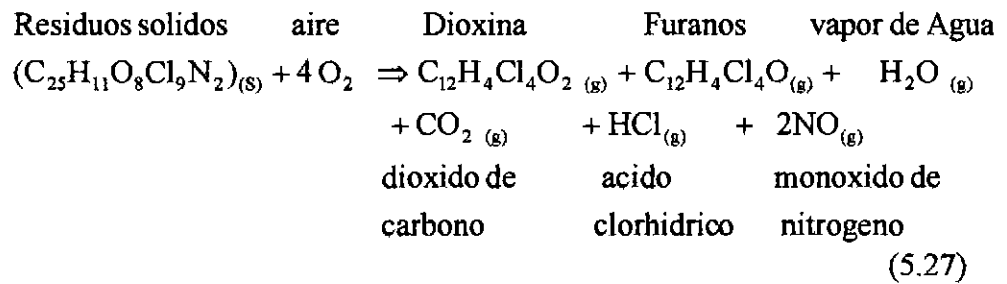 Residuos solidos aire Dioxina Furanos vapor de Agua
(C₂₅H₁₁O₈Cl₉N₂)₍S₎ + 4 O₂ ⇒ C₁₂H₄Cl₄O₂ (g) + C₁₂H₄Cl₄O(g) + H₂O (g)
+ CO₂ (g) + HCl(g) + 2NO(g)
dioxido de acido monoxido de
carbono clorhidrico nitrogeno
(5.27)